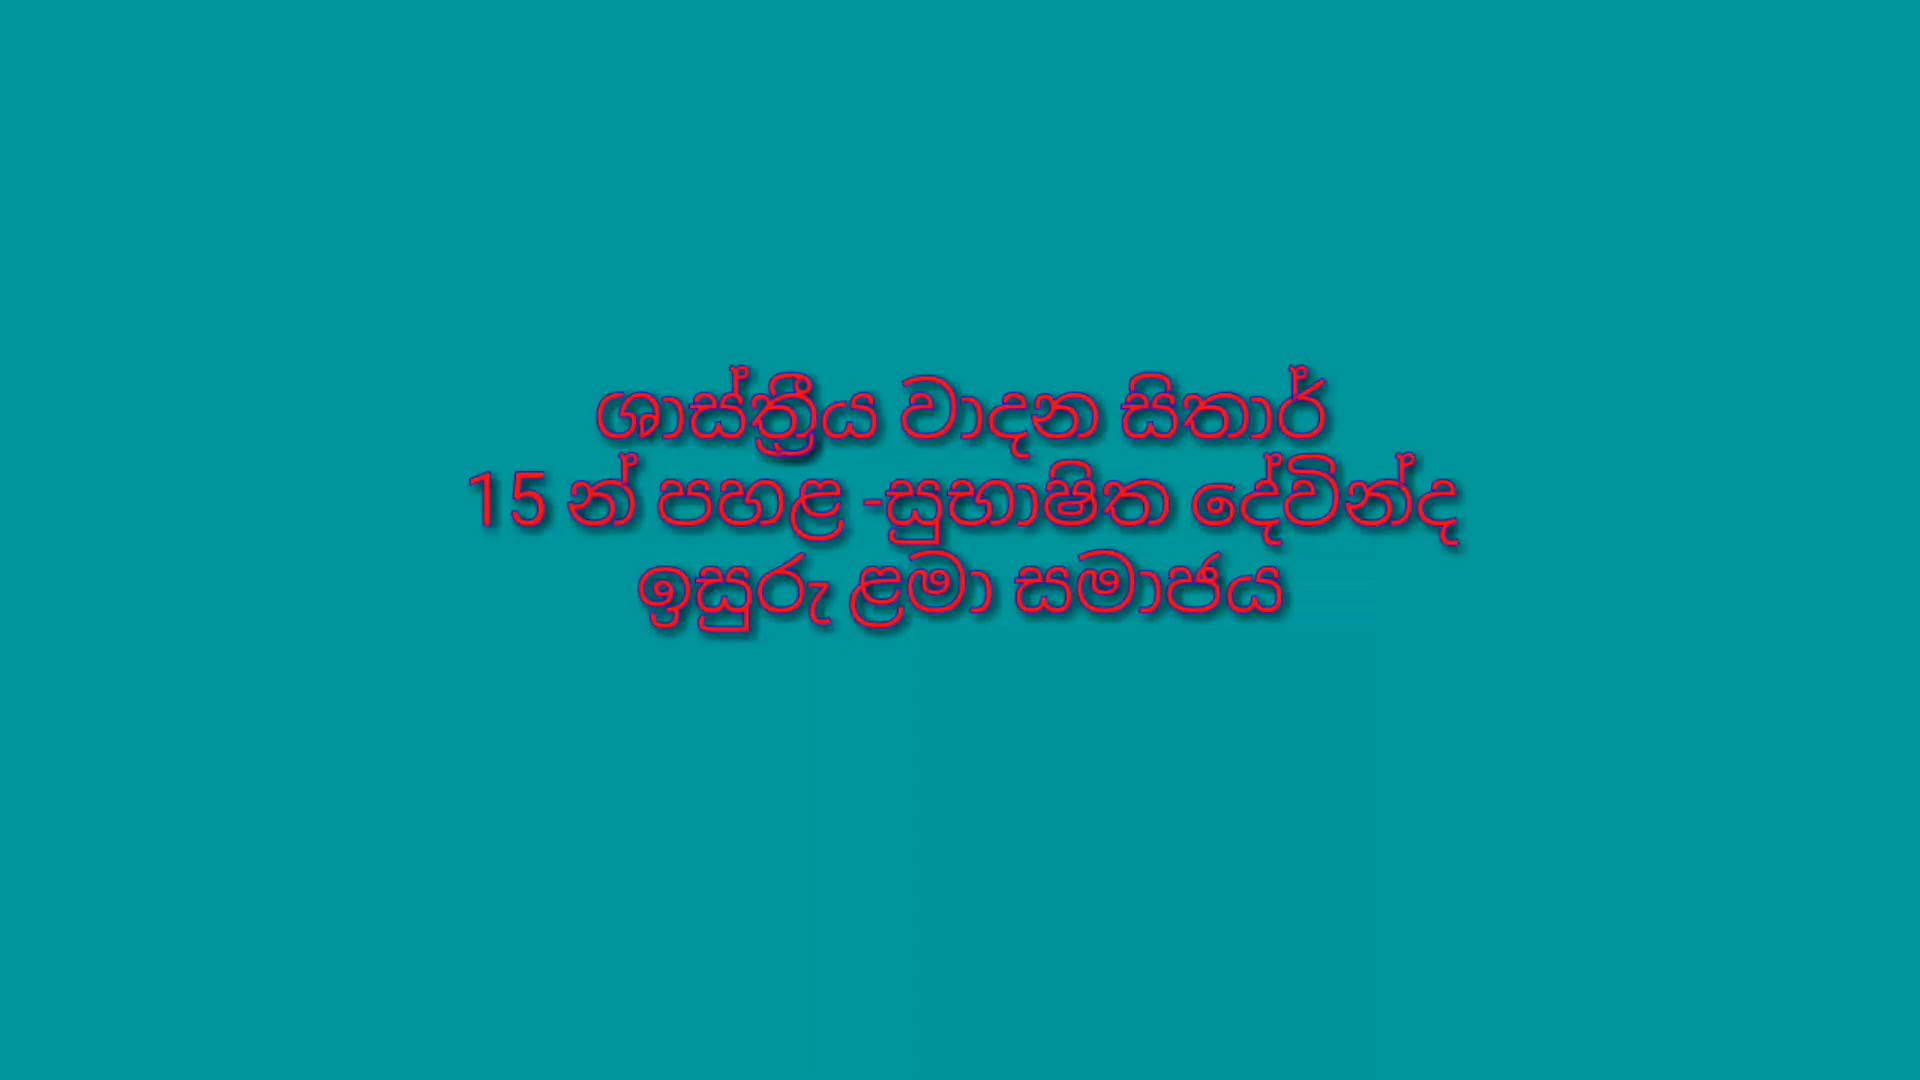 ශාස්ත්‍රීය වාදන සිතාර්
15 න් පහළ -සුභාෂිත දේවින්ද
ඉසුරු ළමා සමාජය